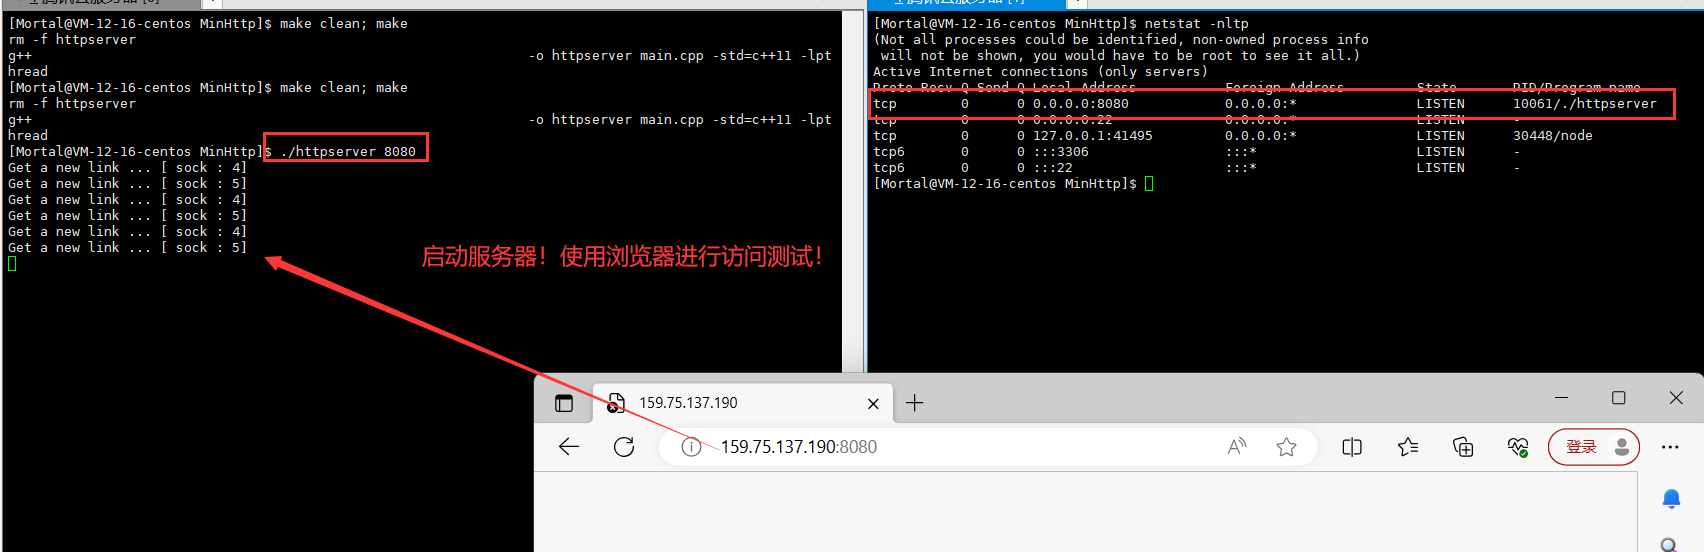 [Mortal@VM-12-16-centos MinHttp]$ make clean; make
rm -f httpserver
g++ -o httpserver main.cpp -std=c++11 -lpt
hread
[Mortal@VM-12-16-centos MinHttp]$ make clean; make
rm -f httpserver
g++ -o httpserver main.cpp -std=c++11 -lpt
hread
[Mortal@VM-12-16-centos MinHttp]$ ./httpserver 8080
Get a new link ... [ sock : 4]
Get a new link ... [ sock : 5]
Get a new link ... [ sock : 4]
Get a new link ... [ sock : 5]
Get a new link ... [ sock : 4]
Get a new link ... [ sock : 5]
启动服务器！使用浏览器进行访问测试！
[Mortal@VM-12-16-centos MinHttp]$ netstat -nltp
(Not all processes could be identified, non-owned process info
will not be shown, you would have to be root to see it all.)
Active Internet connections (only servers)
Proto Recv-Q Send-Q Local Address Foreign Address State PID/Program name
tcp 0 0 0.0.0.0:8080 0.0.0.0:* LISTEN 10061/./httpserver
tcp 0 0 0.0.0.0:22 0.0.0.0:* LISTEN -
tcp 0 0 127.0.0.1:41495 0.0.0.0:* LISTEN 30448/node
tcp6 0 0 :::3306 :::* LISTEN -
tcp6 0 0 :::22 :::* LISTEN -
[Mortal@VM-12-16-centos MinHttp]$
159.75.137.190
159.75.137.190:8080
登录